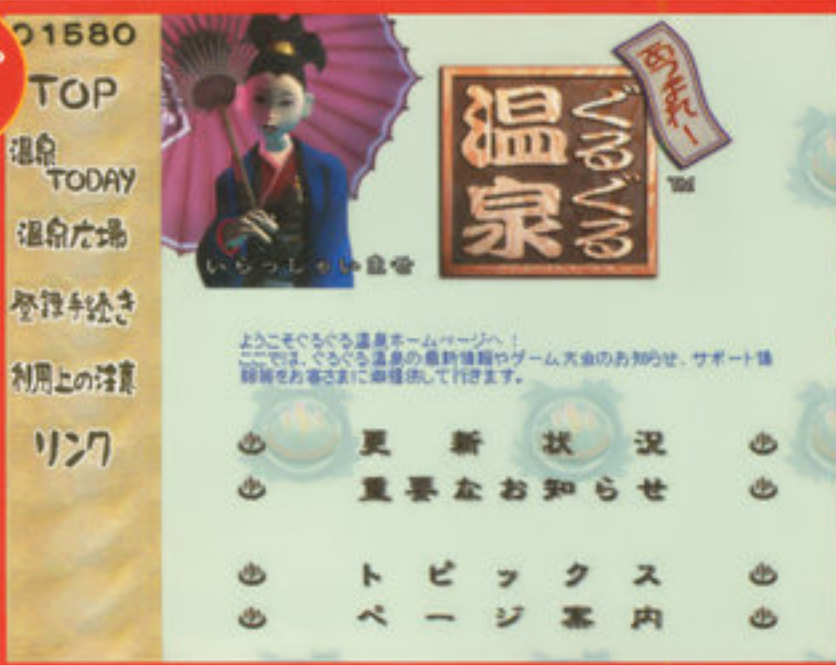 01580
TOP
温泉
TODAY
温泉広場
登録手続き
利用上の注意
リンク
いらっしゃいませ
あつまれー
ぐるぐる
温泉
TM
ようこそぐるぐる温泉ホームページへ！
ここでは、ぐるぐる温泉の最新情報やゲーム大会のお知らせ、サポート情
報等をお客さまに御提供して行きます。
更新状況
重要なお知らせ
トピックス
ページ案内